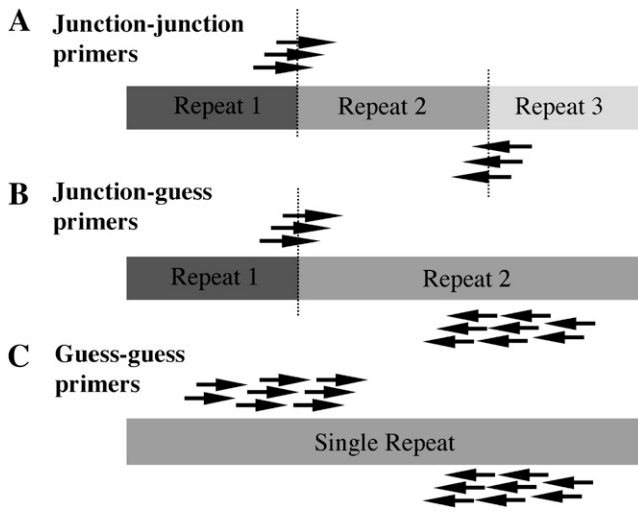 A Junction-junction
primers
Repeat 1 Repeat 2 Repeat 3
B Junction-guess
primers
Repeat 1 Repeat 2
C Guess-guess
primers
Single Repeat